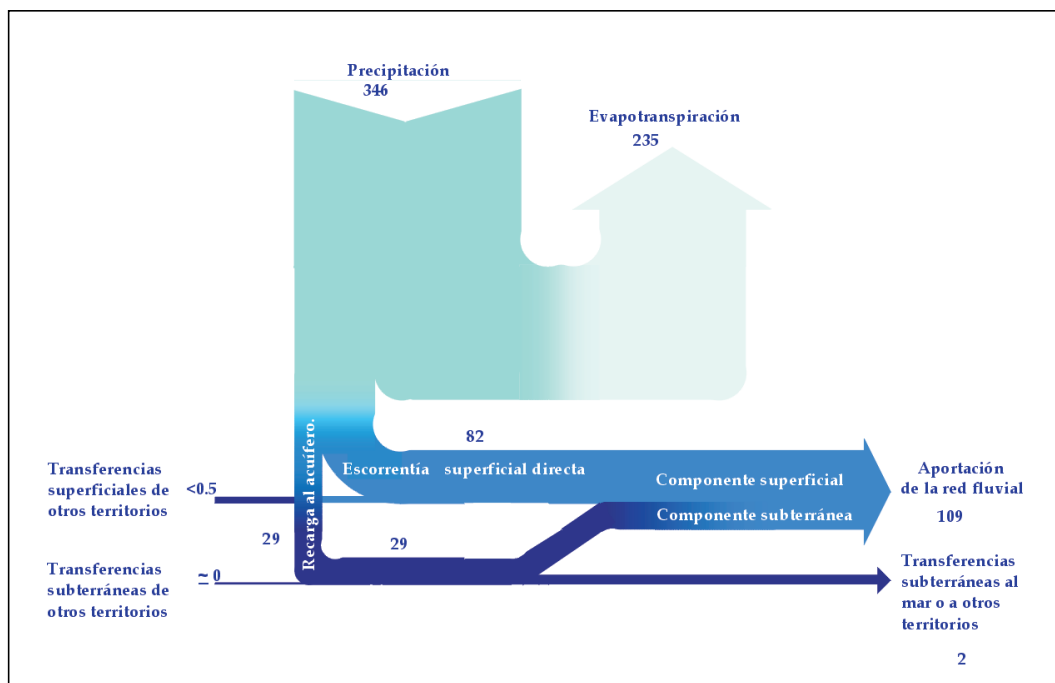 Precipitación
346
Evapotranspiración
235
82
Escorrentía superficial directa
Recarga al acuífero.
Componente superficial
Componente subterránea
Transferencias
superficiales de
otros territorios
<0.5
29
29
Transferencias
subterráneas de
otros territorios
~ 0
Aportación
de la red fluvial
109
Transferencias
subterráneas al
mar o a otros
territorios
2